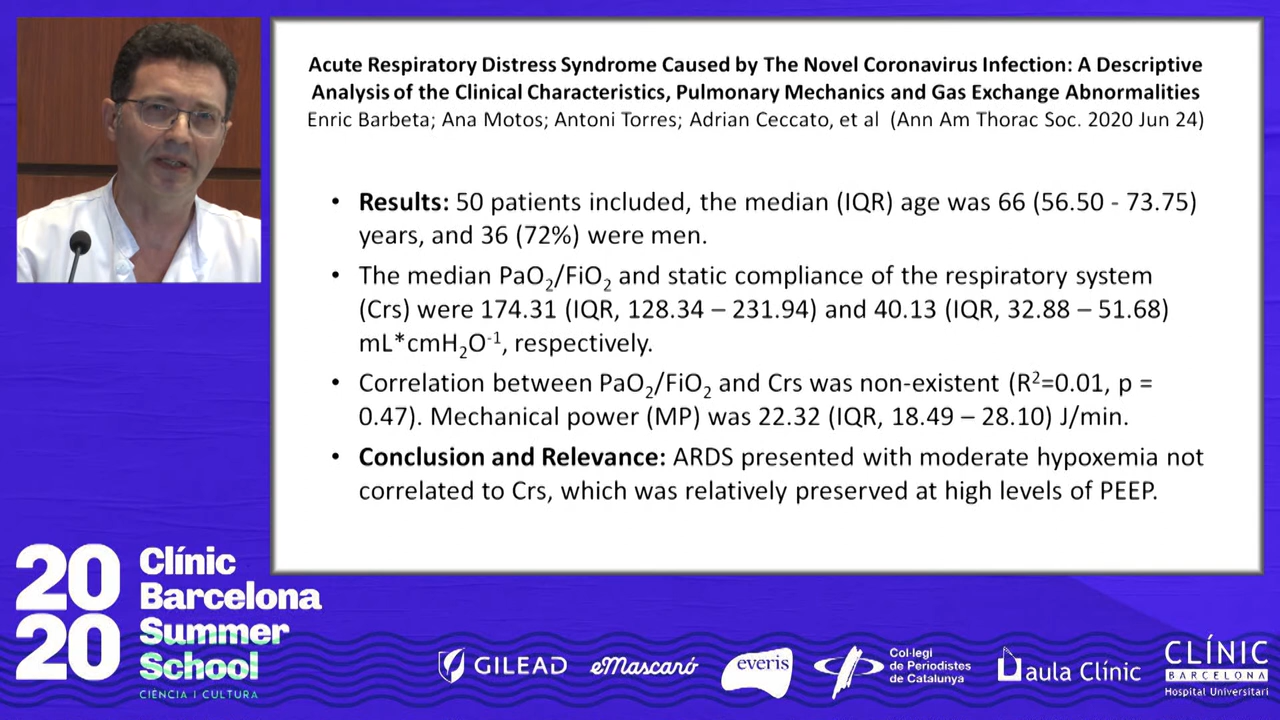 Acute Respiratory Distress Syndrome Caused by The Novel Coronavirus Infection: A Descriptive
Analysis of the Clinical Characteristics, Pulmonary Mechanics and Gas Exchange Abnormalities
Enric Barbeta; Ana Motos; Antoni Torres; Adrian Ceccato, et al (Ann Am Thorac Soc. 2020 Jun 24)
• Results: 50 patients included, the median (IQR) age was 66 (56.50 - 73.75)
years, and 36 (72%) were men.
• The median PaO₂/FiO₂ and static compliance of the respiratory system
(Crs) were 174.31 (IQR, 128.34 – 231.94) and 40.13 (IQR, 32.88 – 51.68)
mL*cmH₂O⁻¹, respectively.
• Correlation between PaO₂/FiO₂ and Crs was non-existent (R²=0.01, p =
0.47). Mechanical power (MP) was 22.32 (IQR, 18.49 – 28.10) J/min.
• Conclusion and Relevance: ARDS presented with moderate hypoxemia not
correlated to Crs, which was relatively preserved at high levels of PEEP.
20
20
Clínic
Barcelona
Summer
School
CIÈNCIA I CULTURA
GILEAD
eMascaró
everis
Col·legi
de Periodistes
de Catalunya
aula Clínic
CLÍNIC
BARCELONA
Hospital Universitari